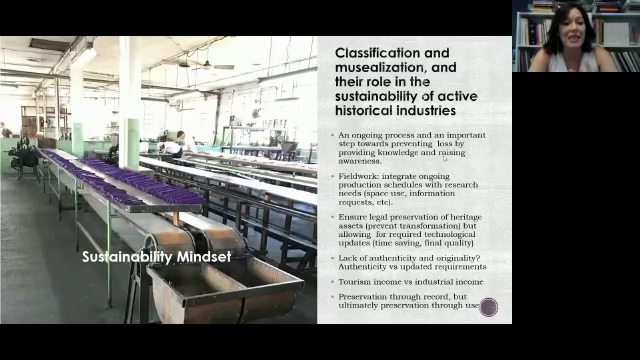 Classification and
musealization, and
their role in the
sustainability of active
historical industries
An ongoing process and an important
step towards preventing loss by
providing knowledge and raising
awareness.
Fieldwork: integrate ongoing
production schedules with research
needs (space use, information
requests, etc).
Ensure legal preservation of heritage
assets (prevent transformation) but
allowing for required technological
updates (time saving, final quality)
Lack of authenticity and originality?
Authenticity vs updated requirements
Tourism income vs industrial income
Preservation through record, but
ultimately preservation through use
Sustainability Mindset